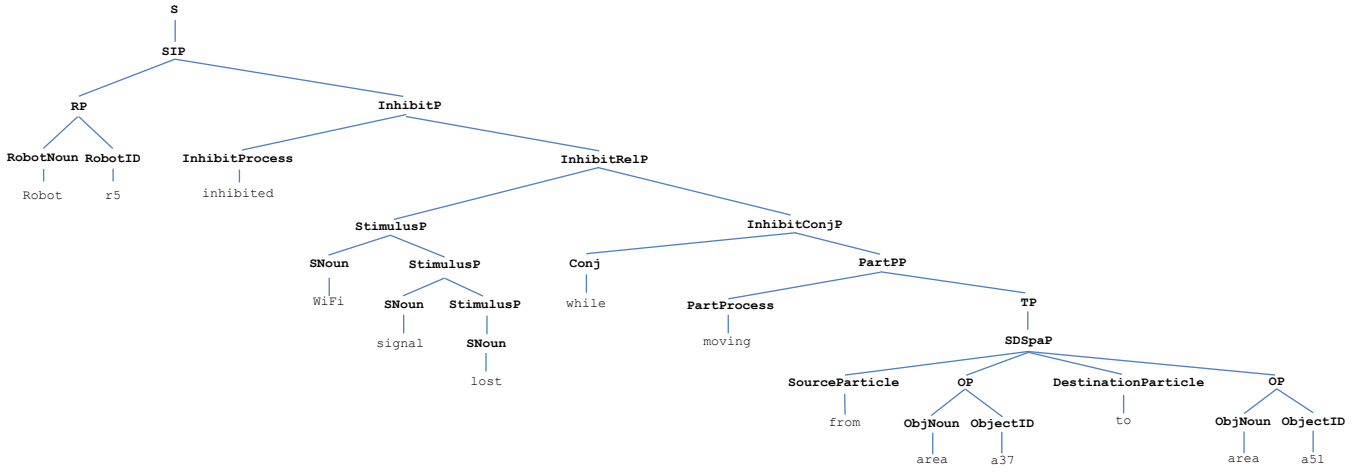 S
SIP
RP InhibitP
RobotNoun RobotID InhibitProcess InhibitRelP
Robot r5 inhibited
StimulusP InhibitConjP
SNoun StimulusP Conj PartPP
WiFi SNoun StimulusP while PartProcess TP
signal SNoun moving SDSpaP
lost SourceParticle OP DestinationParticle OP
from ObjNoun ObjectID to ObjNoun ObjectID
area a37 area a51